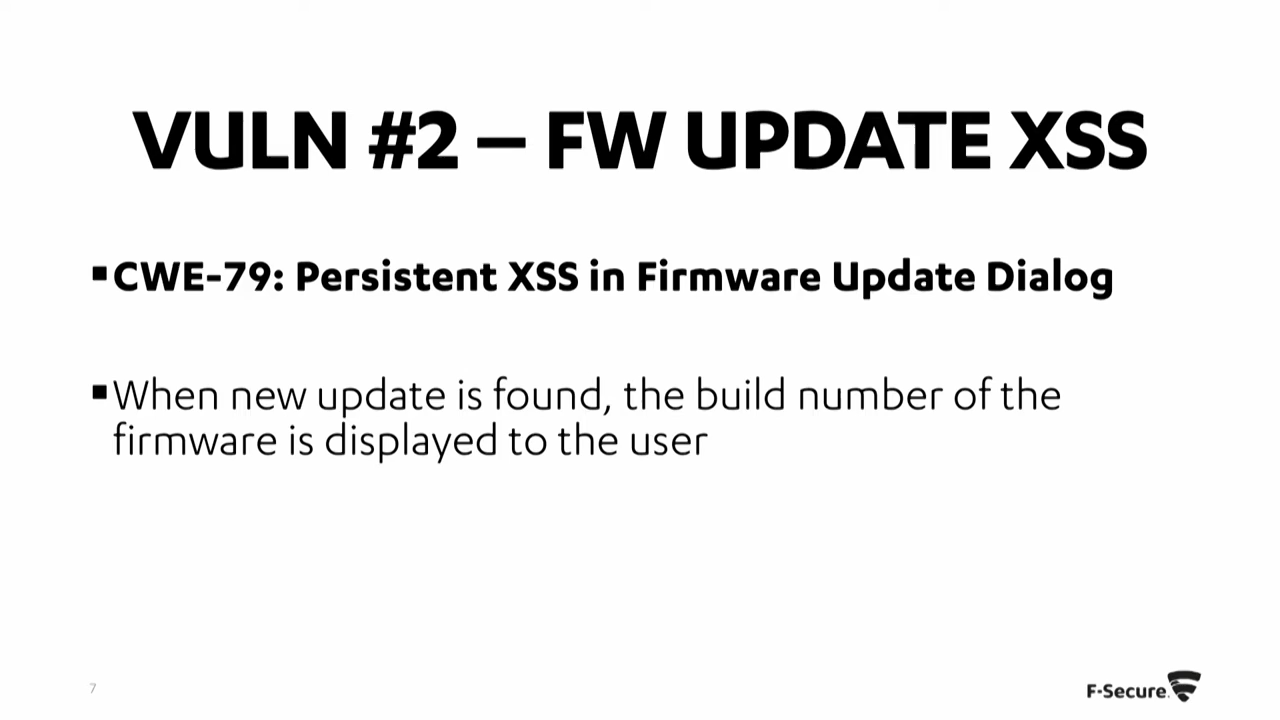 VULN #2 – FW UPDATE XSS
▪CWE-79: Persistent XSS in Firmware Update Dialog
▪When new update is found, the build number of the
firmware is displayed to the user
7
F-Secure.